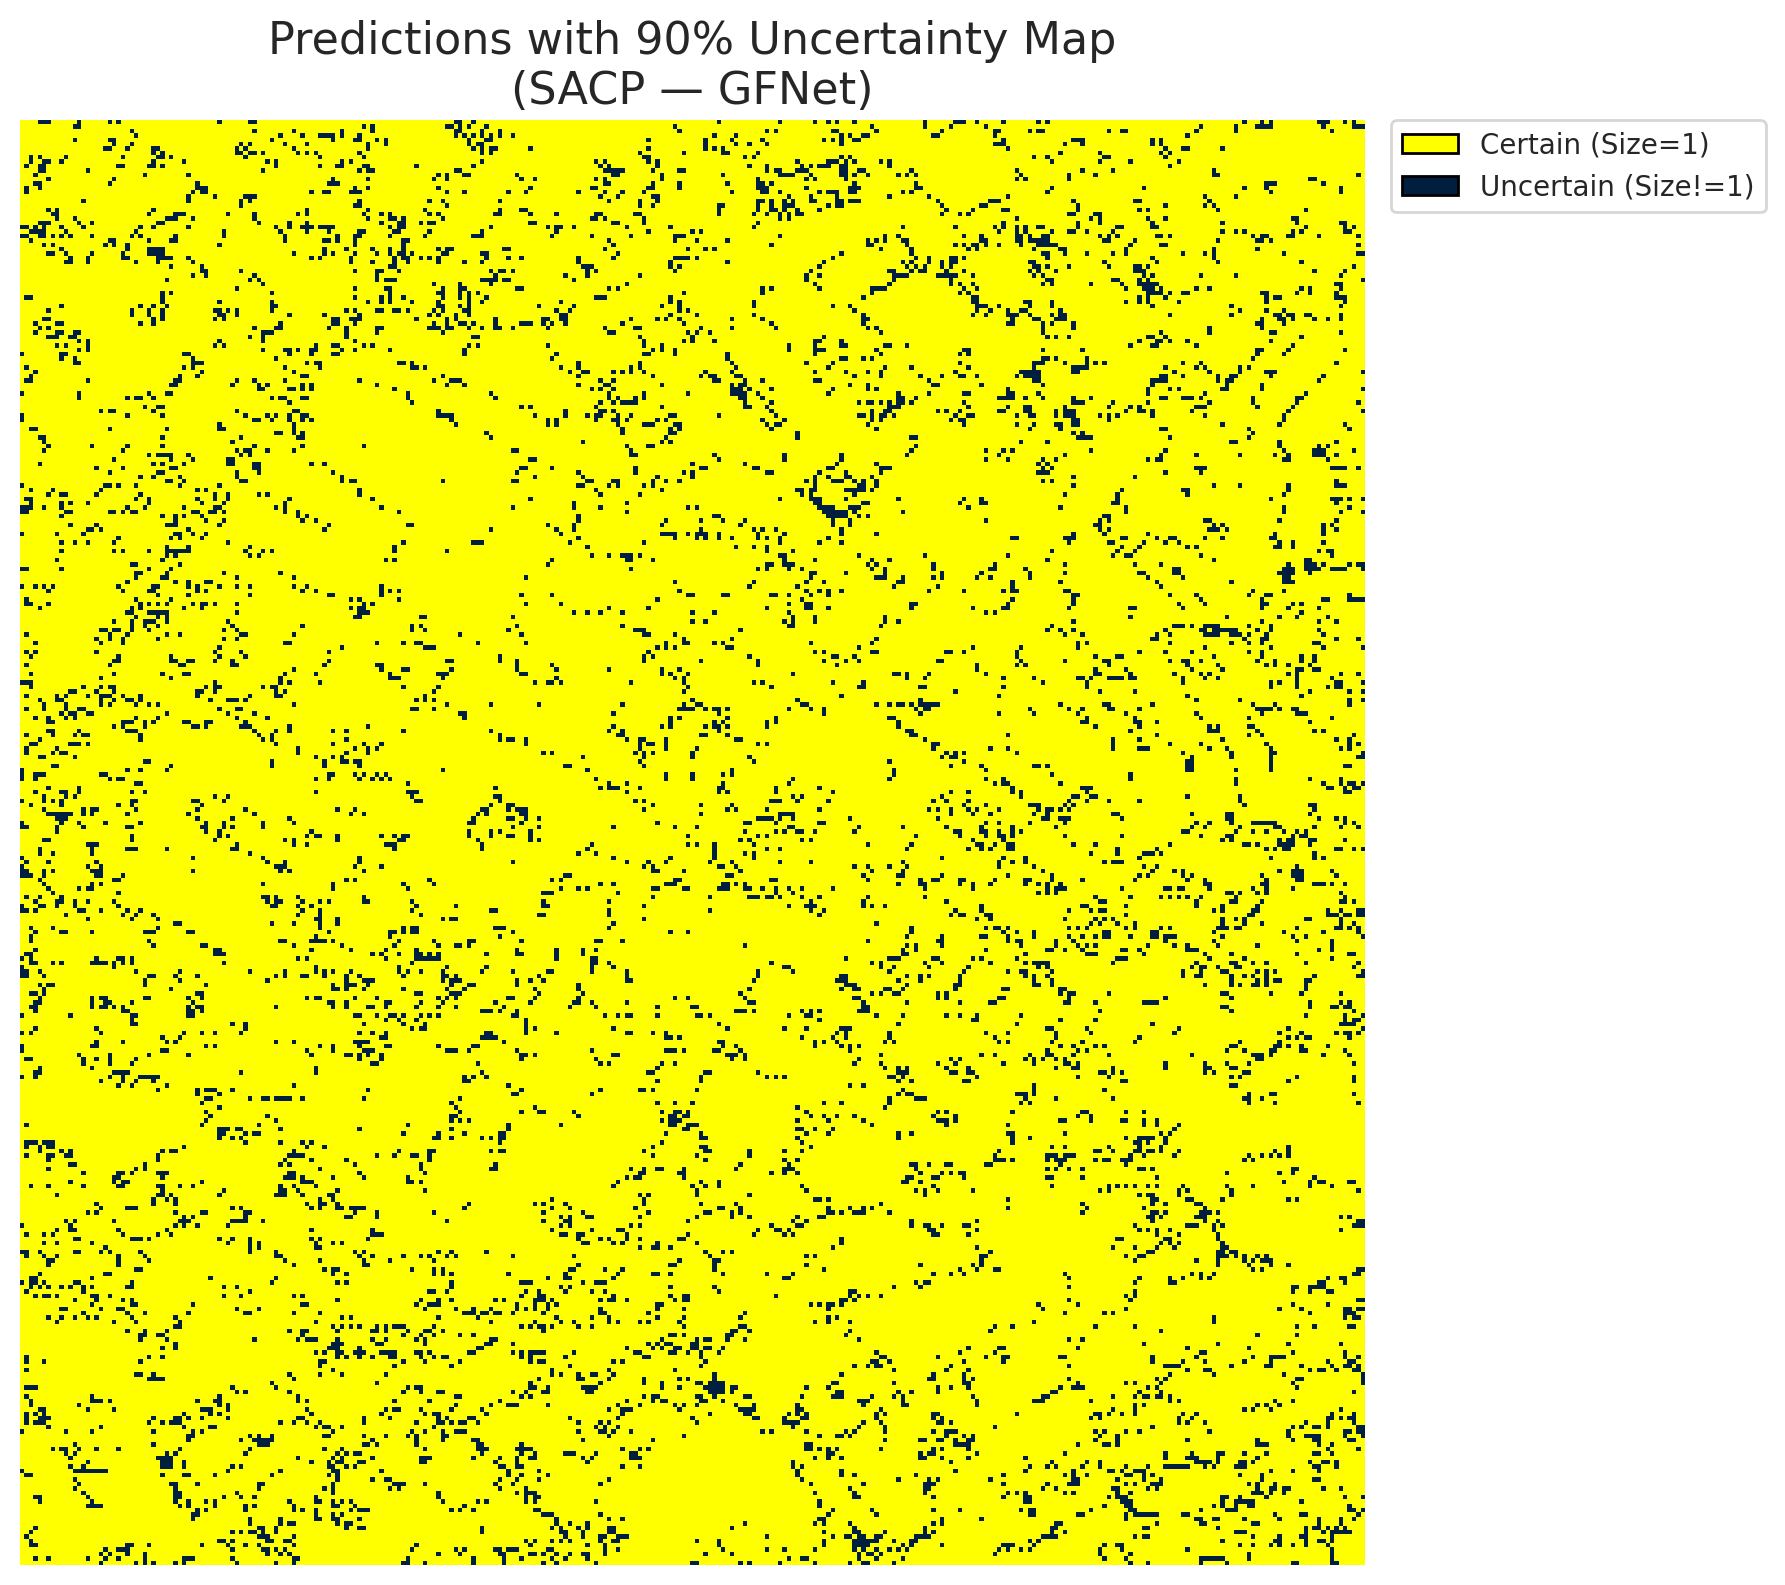 Predictions with 90% Uncertainty Map
(SACP — GFNet)
Certain (Size=1)
Uncertain (Size!=1)